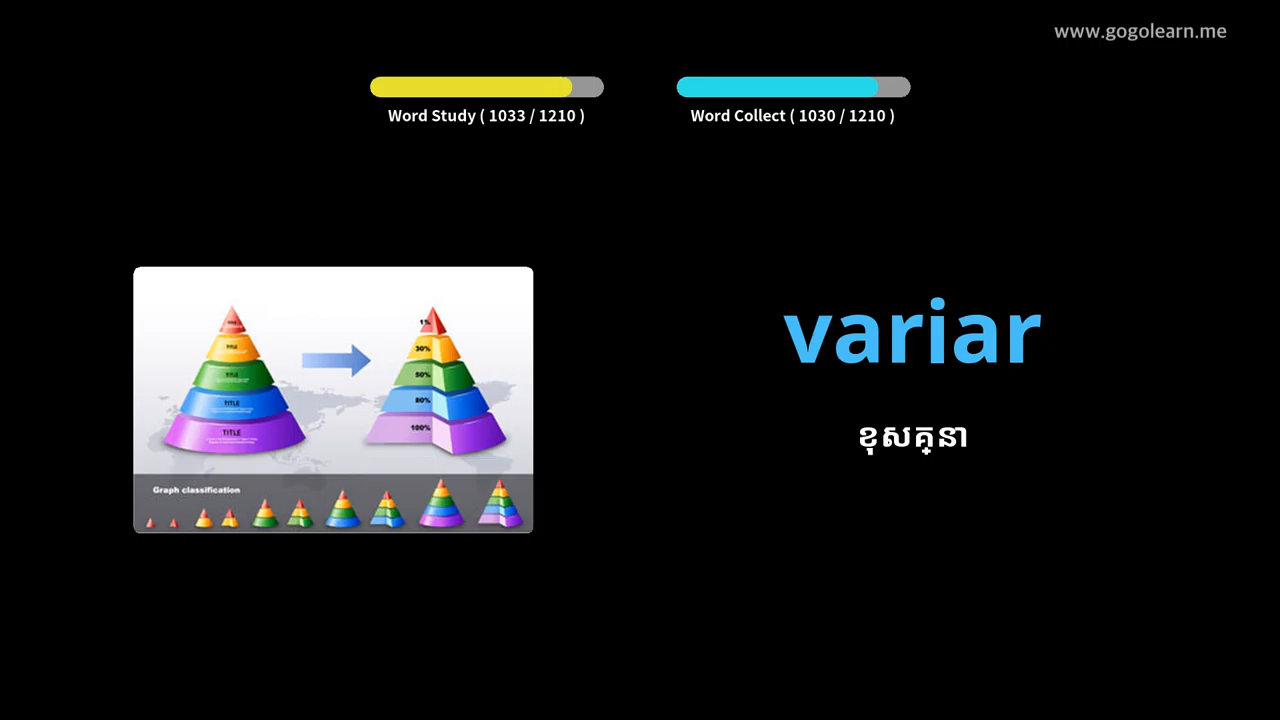 www.gogolearn.me
Word Study ( 1033 / 1210 )
Word Collect ( 1030 / 1210 )
variar
ខុសគ្នា
TITLE
TITLE
TITLE
TITLE
1%
30%
50%
80%
100%
Graph classification